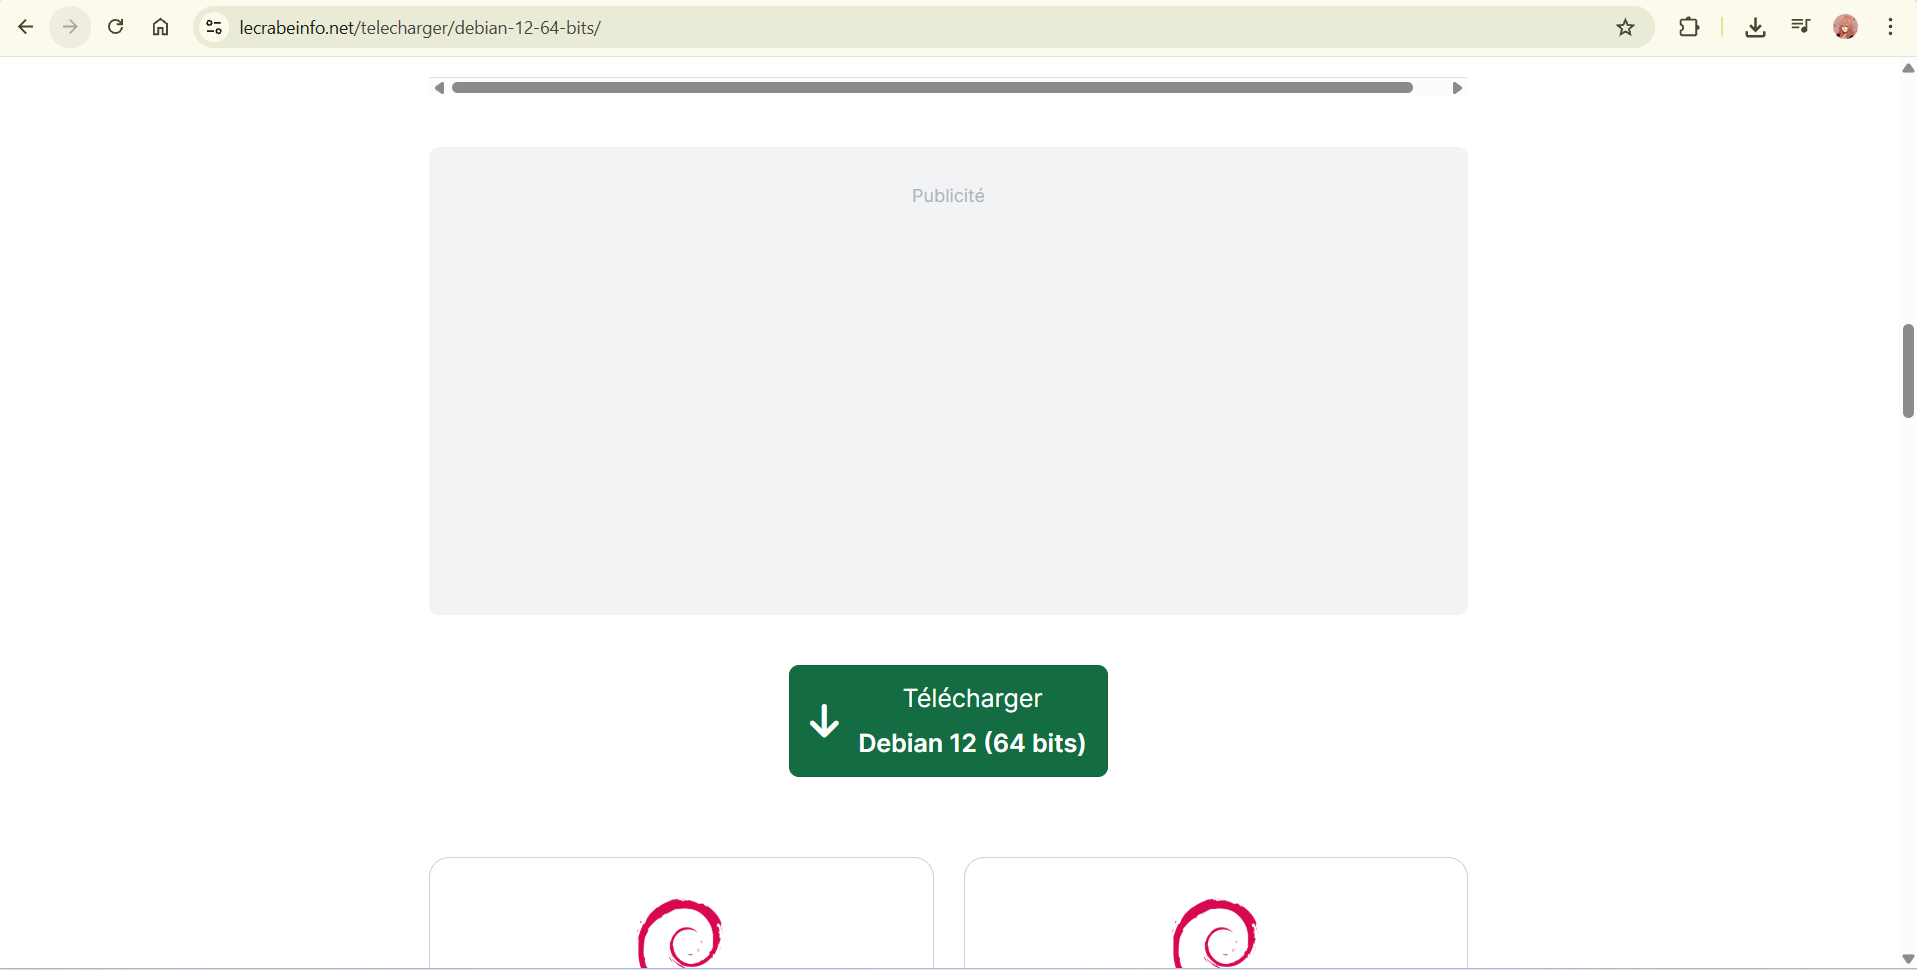 lecrabeinfo.net/telecharger/debian-12-64-bits/
Publicité
Télécharger
Debian 12 (64 bits)